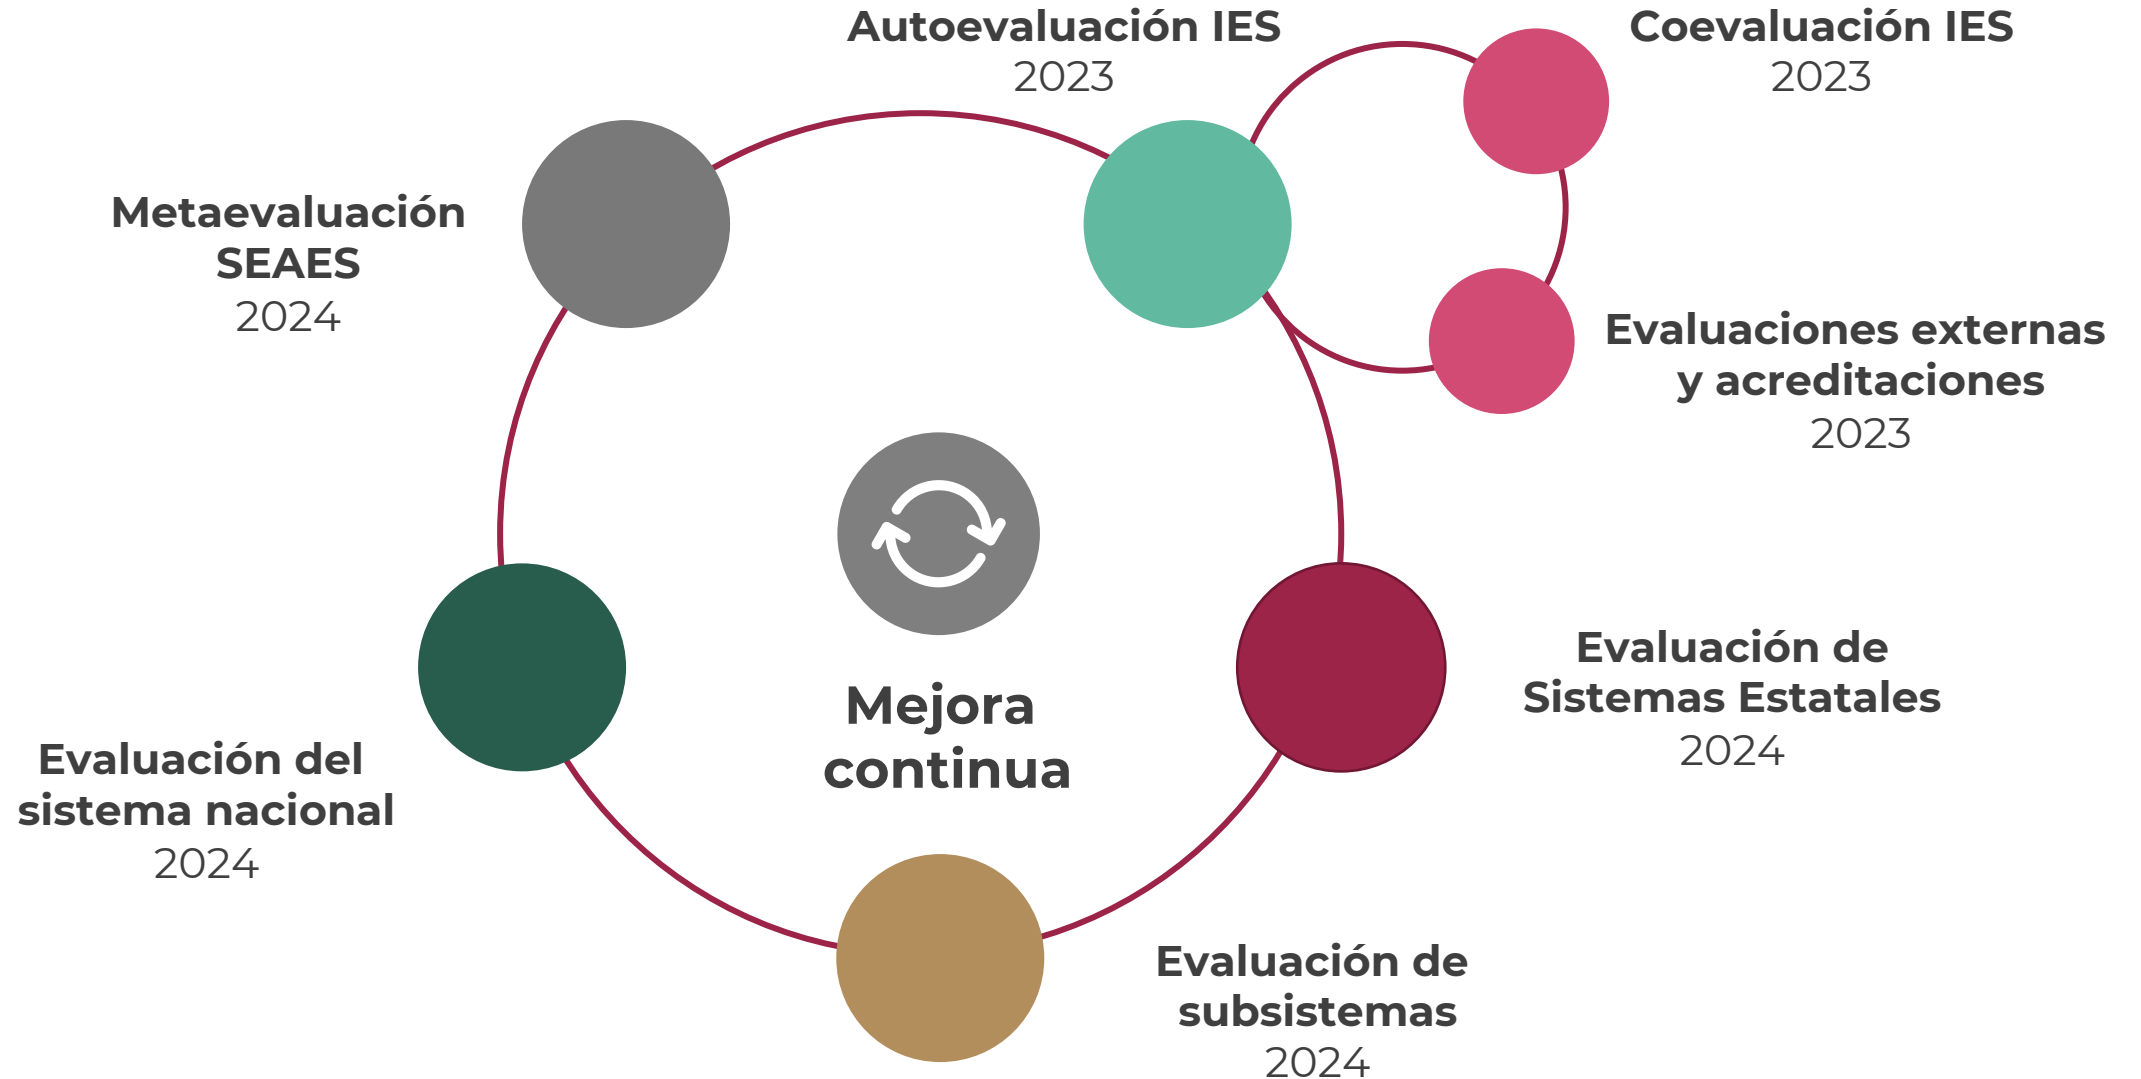 Autoevaluación IES
2023
Coevaluación IES
2023
Metaevaluación
SEAES
2024
Evaluaciones externas
y acreditaciones
2023
Mejora
continua
Evaluación de
Sistemas Estatales
2024
Evaluación del
sistema nacional
2024
Evaluación de
subsistemas
2024